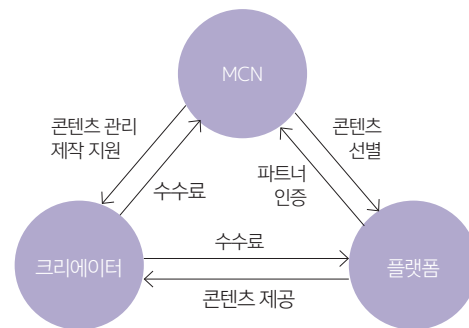 MCN
콘텐츠 관리
제작 지원
콘텐츠
선별
수수료
파트너
인증
수수료
크리에이터
플랫폼
콘텐츠 제공